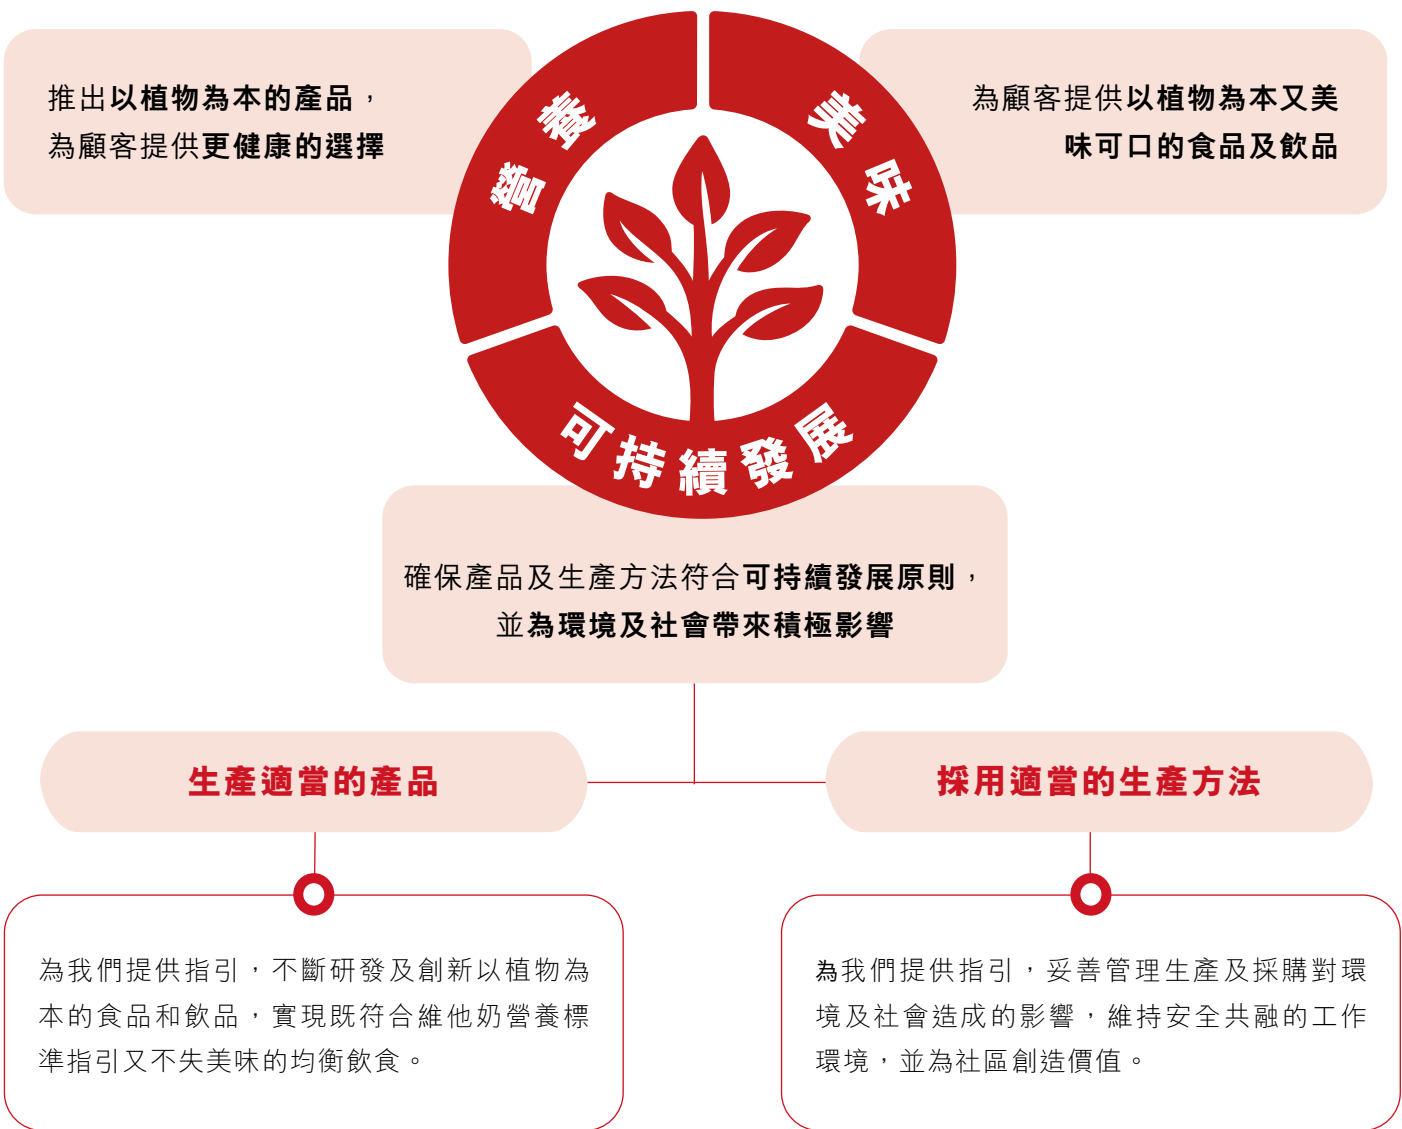 推出以植物為本的產品，
為顧客提供更健康的選擇
營養
美味
為顧客提供以植物為本又美
味可口的食品及飲品
可持續發展
確保產品及生產方法符合可持續發展原則，
並為環境及社會帶來積極影響
生產適當的產品
採用適當的生產方法
為我們提供指引，不斷研發及創新以植物為
本的食品和飲品，實現既符合維他奶營養標
準指引又不失美味的均衡飲食。
為我們提供指引，妥善管理生產及採購對環
境及社會造成的影響，維持安全共融的工作
環境，並為社區創造價值。